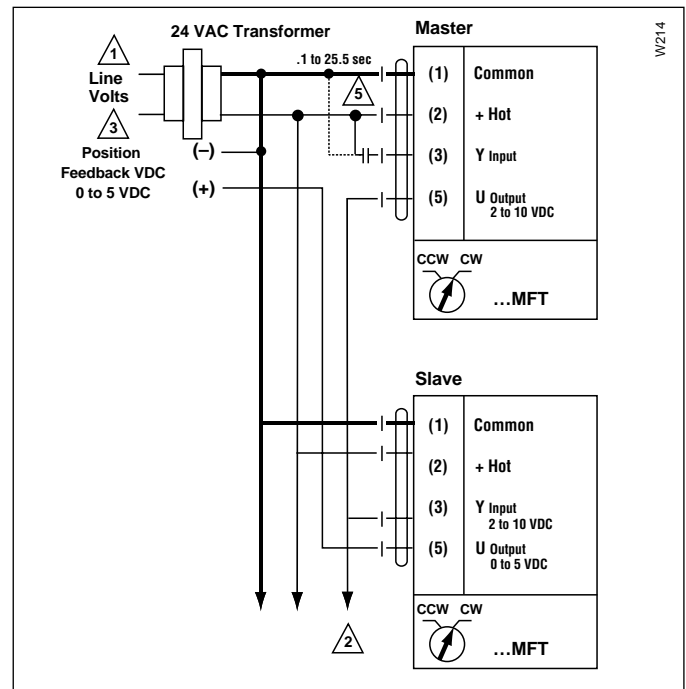 W214
24 VAC Transformer
Master
1
Line
Volts
3
Position
Feedback VDC
0 to 5 VDC
(–)
(+)
.1 to 25.5 sec
5
(1) Common
(2) + Hot
(3) Y Input
(5) U Output
2 to 10 VDC
CCW CW
...MFT
Slave
(1) Common
(2) + Hot
(3) Y Input
2 to 10 VDC
(5) U Output
0 to 5 VDC
2
CCW CW
...MFT